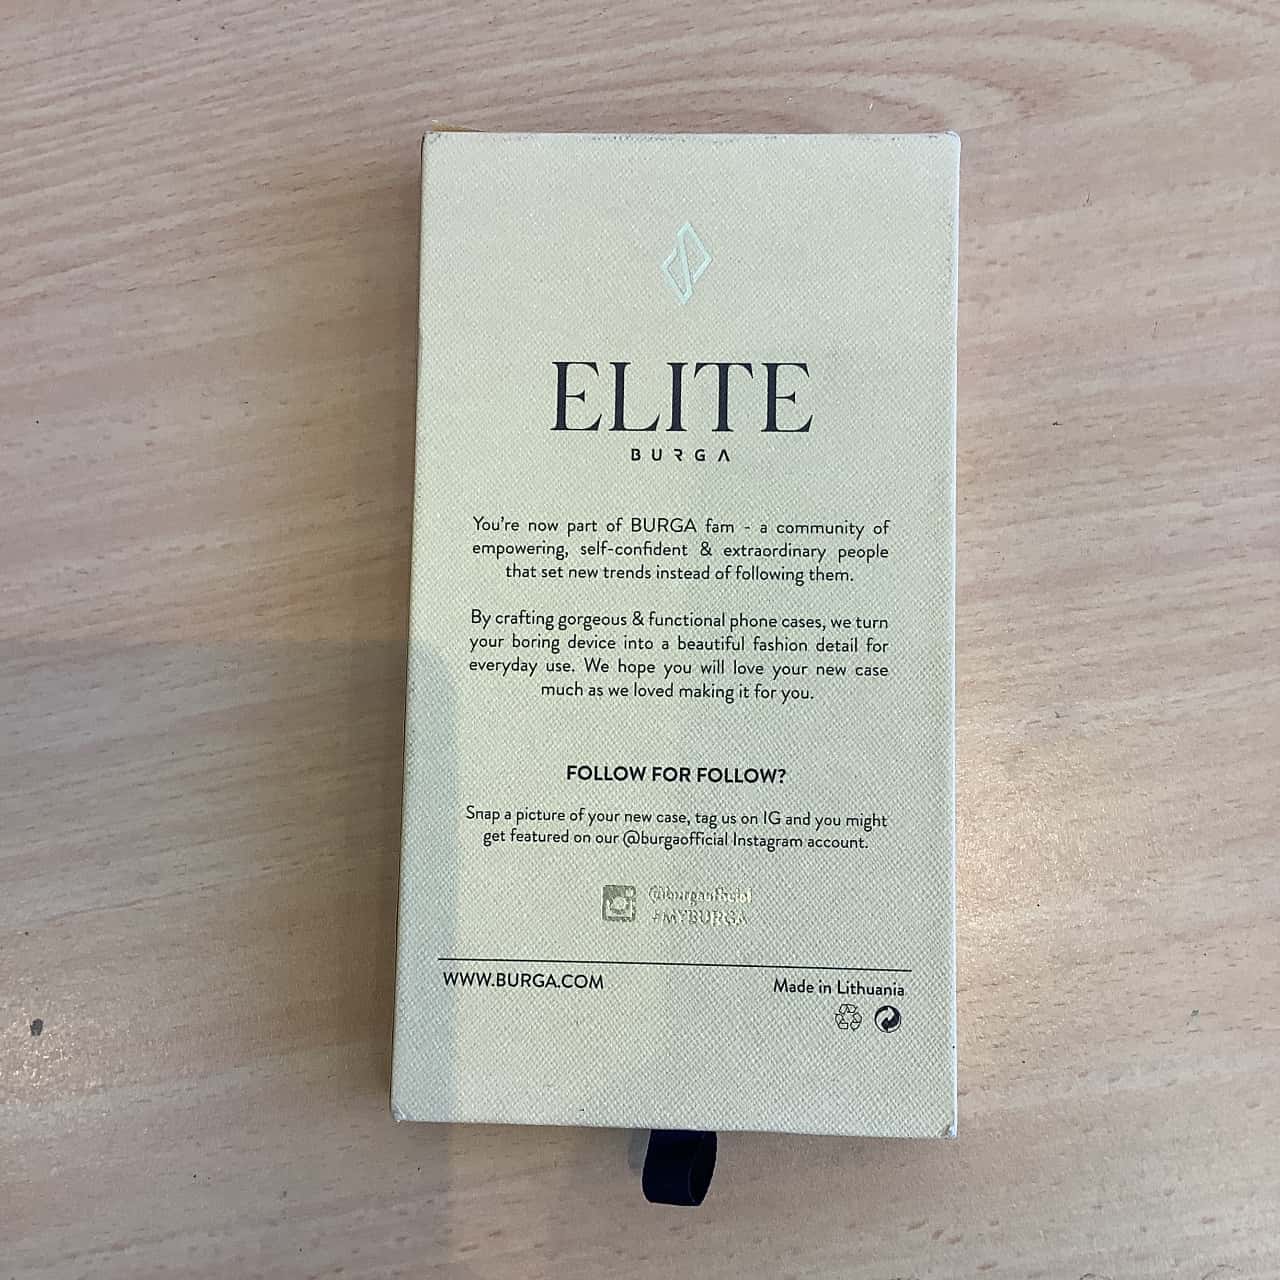 ELITE
BURGA
You're now part of BURGA fam - a community of
empowering, self-confident & extraordinary people
that set new trends instead of following them.
By crafting gorgeous & functional phone cases, we turn
your boring device into a beautiful fashion detail for
everyday use. We hope you will love your new case
much as we loved making it for you.
FOLLOW FOR FOLLOW?
Snap a picture of your new case, tag us on IG and you might
get featured on our @burgaofficial Instagram account.
@burgaofficial
#MYBURGA
WWW.BURGA.COM
Made in Lithuania